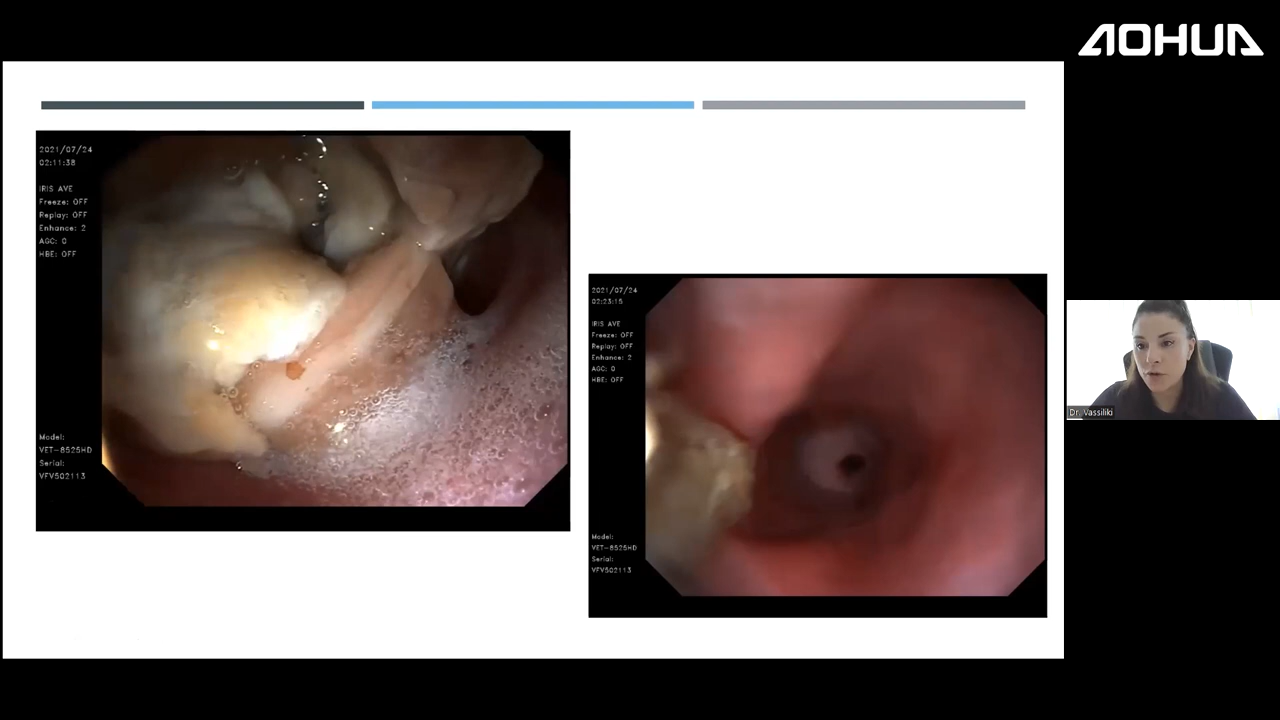 AOHUA
2021/07/24
02:11:38
IRIS AVE
Freeze: OFF
Replay: OFF
Enhance: 2
AGC: 0
HBE: OFF
Model:
VET-8525HD
Serial:
VFV502113
2021/07/24
02:23:15
IRIS AVE
Freeze: OFF
Replay: OFF
Enhance: 2
AGC: 0
HBE: OFF
Model:
VET-8525HD
Serial:
VFV502113
Dr. Vassiliki